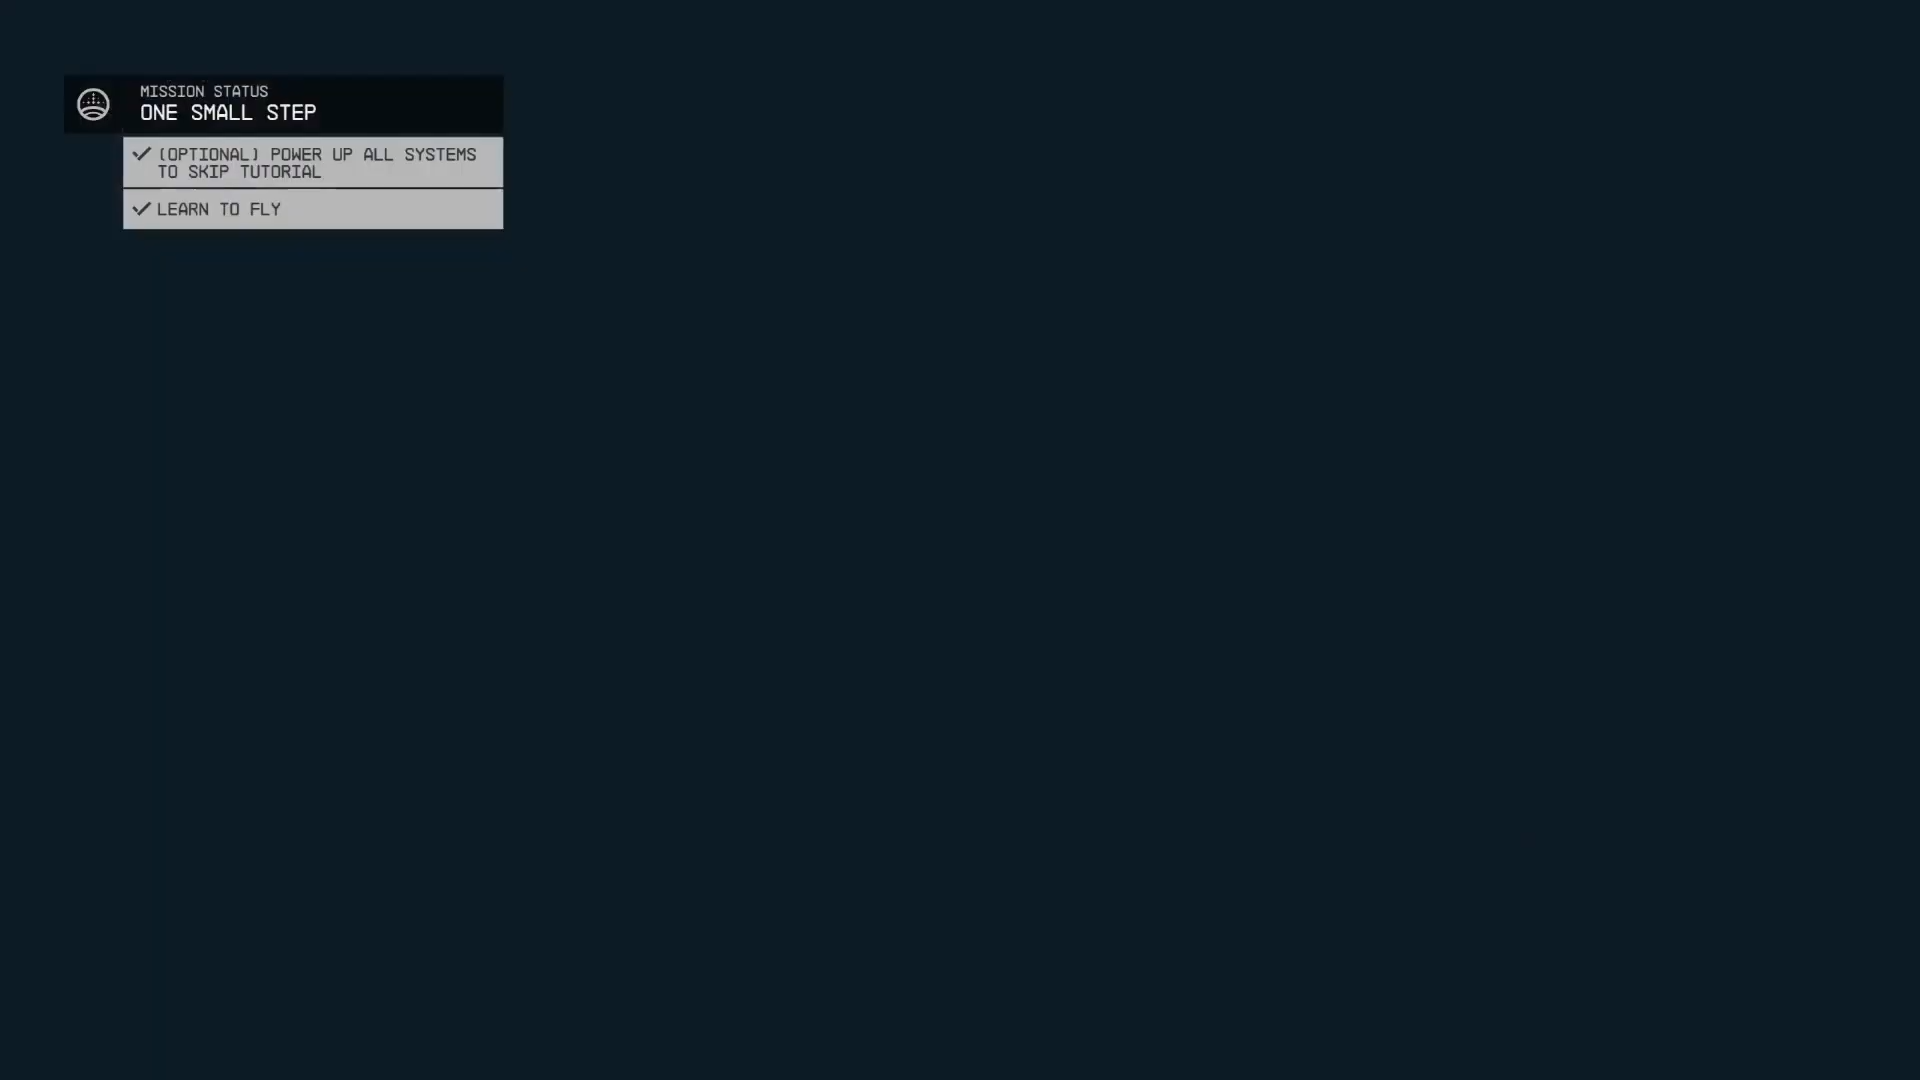 MISSION STATUS
ONE SMALL STEP
(OPTIONAL) POWER UP ALL SYSTEMS
TO SKIP TUTORIAL
LEARN TO FLY